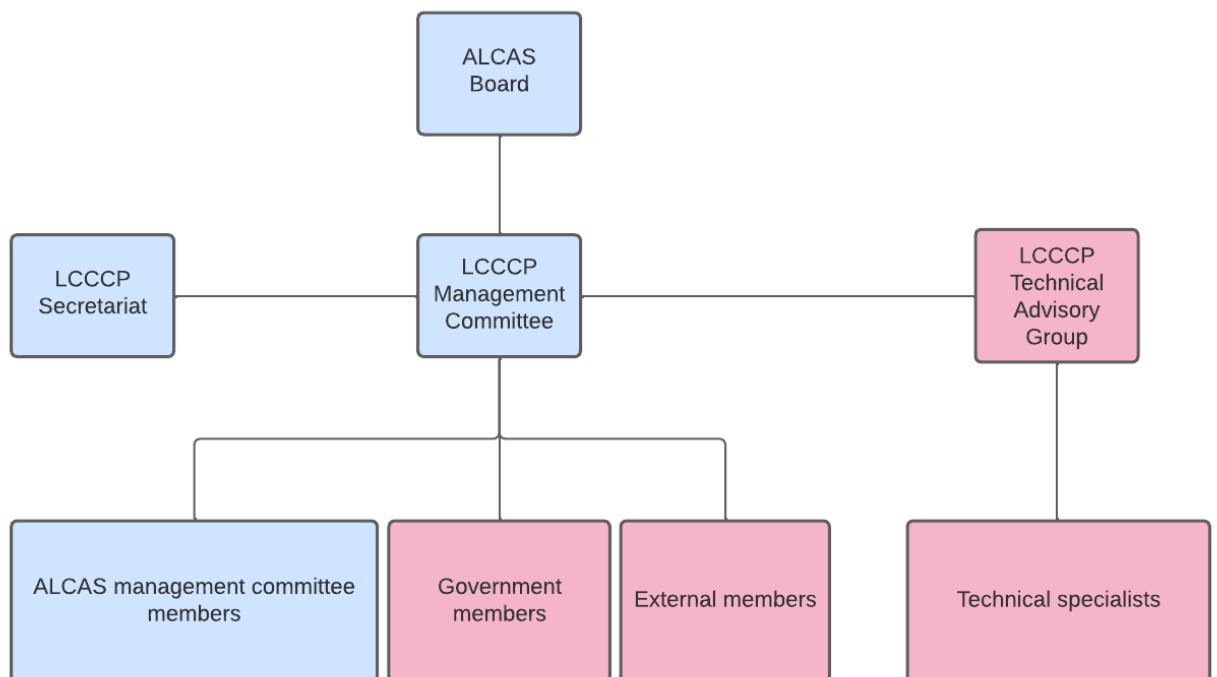 ALCAS
Board
LCCCP
Secretariat
LCCCP
Management
Committee
LCCCP
Technical
Advisory
Group
ALCAS management committee
members
Government
members
External members
Technical specialists